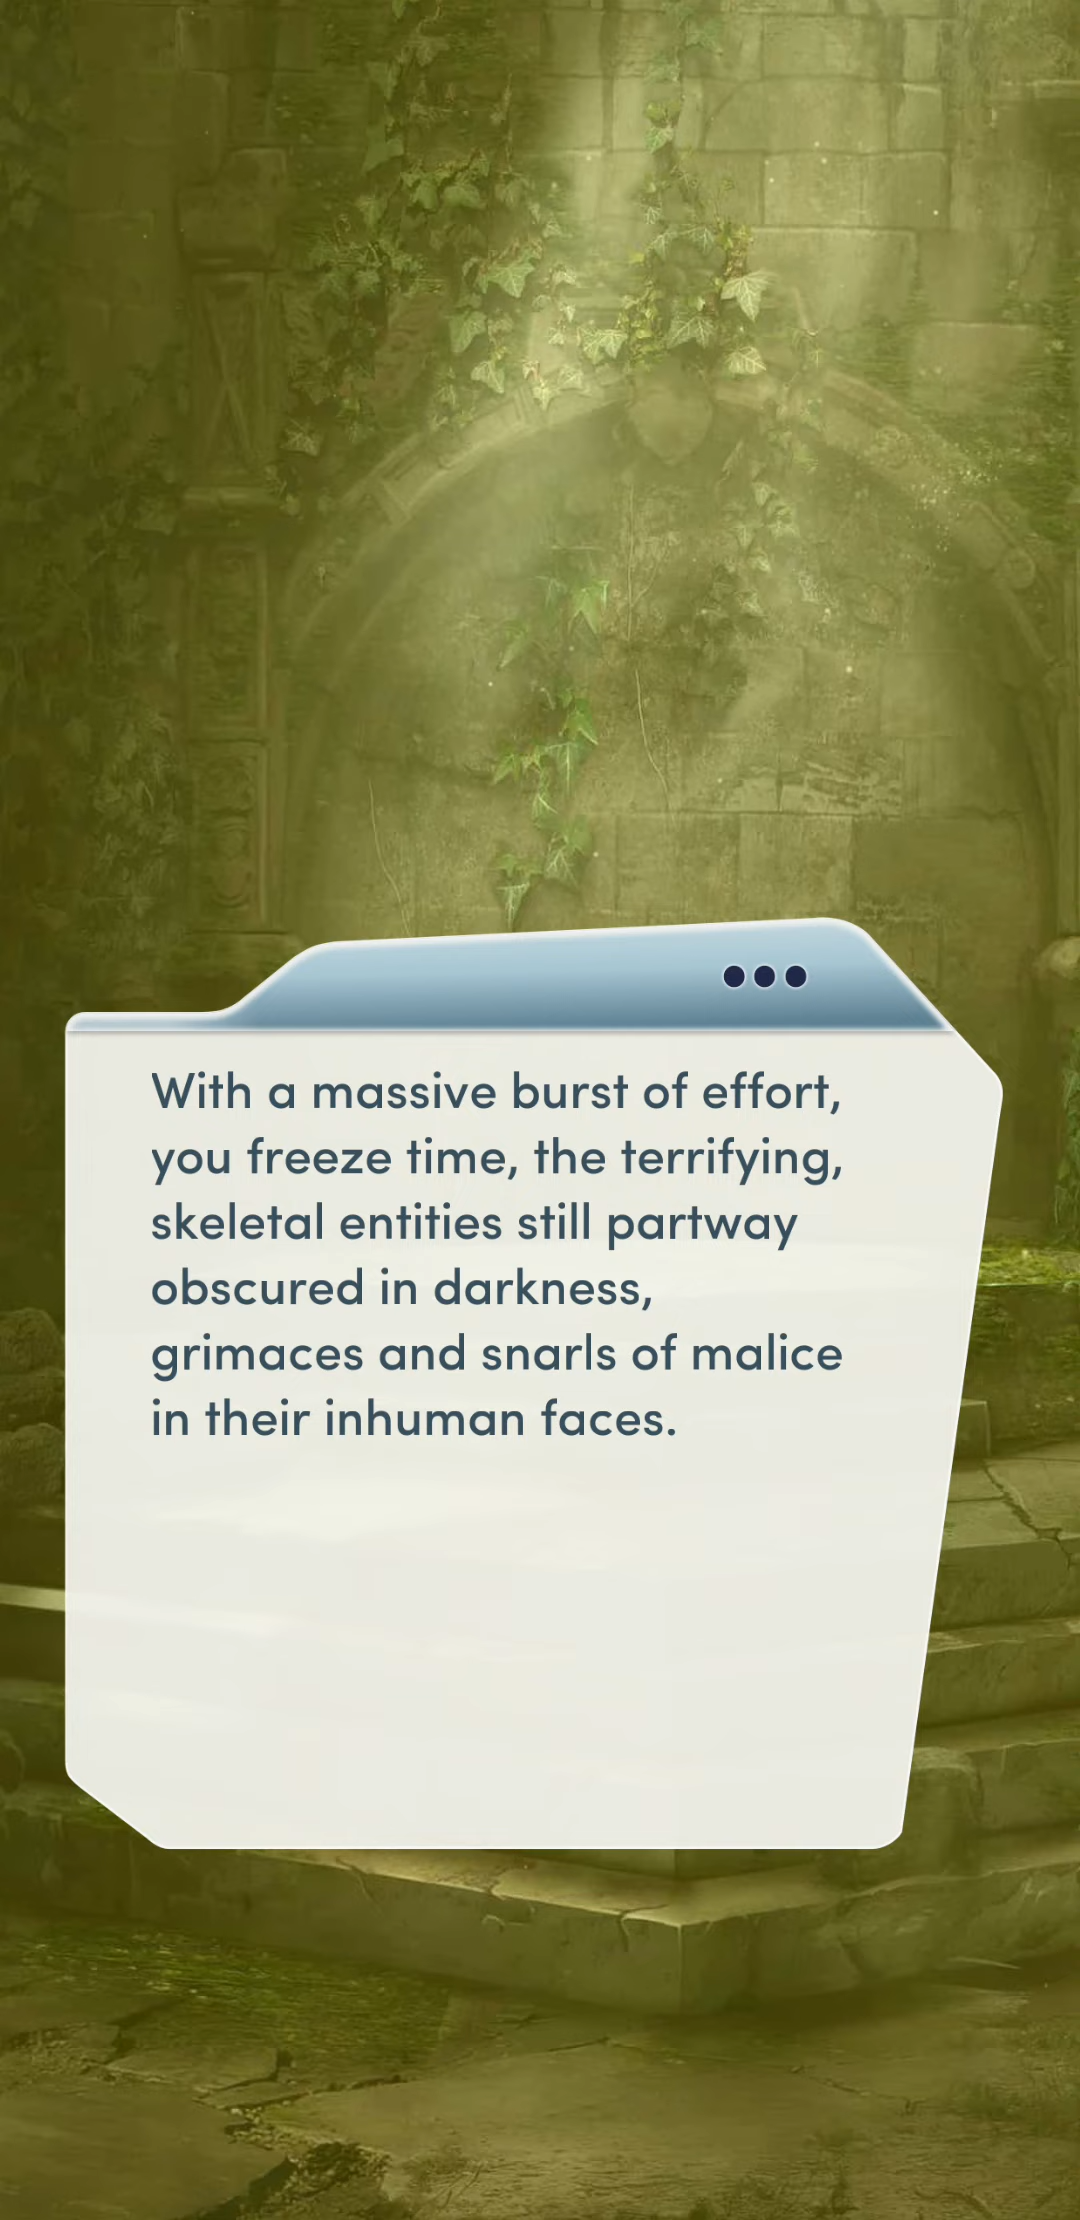 With a massive burst of effort,
you freeze time, the terrifying,
skeletal entities still partway
obscured in darkness,
grimaces and snarls of malice
in their inhuman faces.